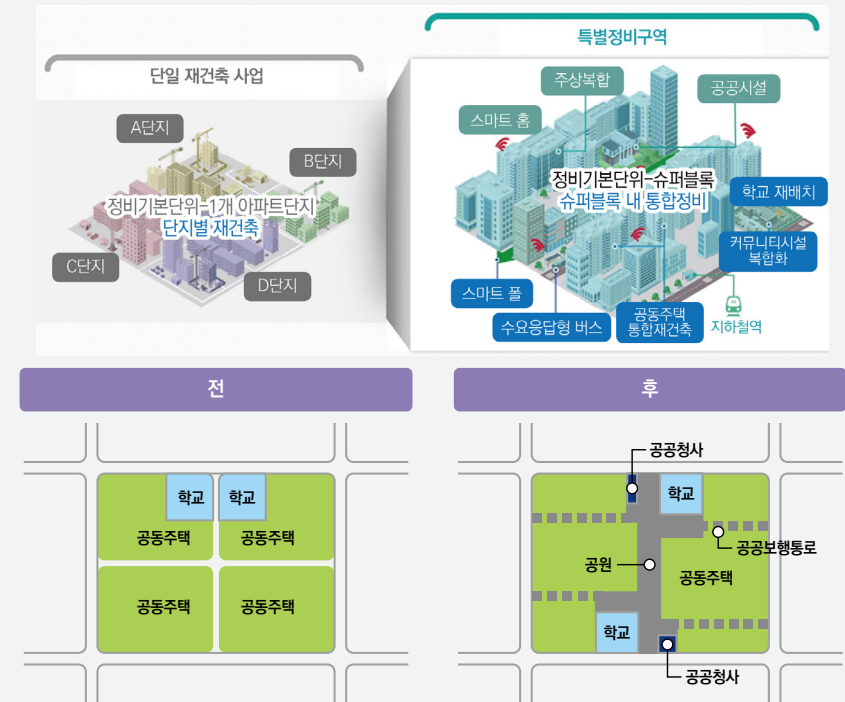 특별정비구역
단일 재건축 사업
주상복합
공공시설
스마트 홈
A단지
B단지
정비기본단위-슈퍼블록
슈퍼블록 내 통합정비
학교 재배치
정비기본단위-1개 아파트단지
단지별 재건축
커뮤니티시설
복합화
C단지
D단지
스마트 폴
수요응답형 버스
공동주택
통합재건축
지하철역
전
후
학교
학교
공동주택
공동주택
공동주택
공동주택
공공청사
학교
공공보행통로
공원
공동주택
학교
공공청사